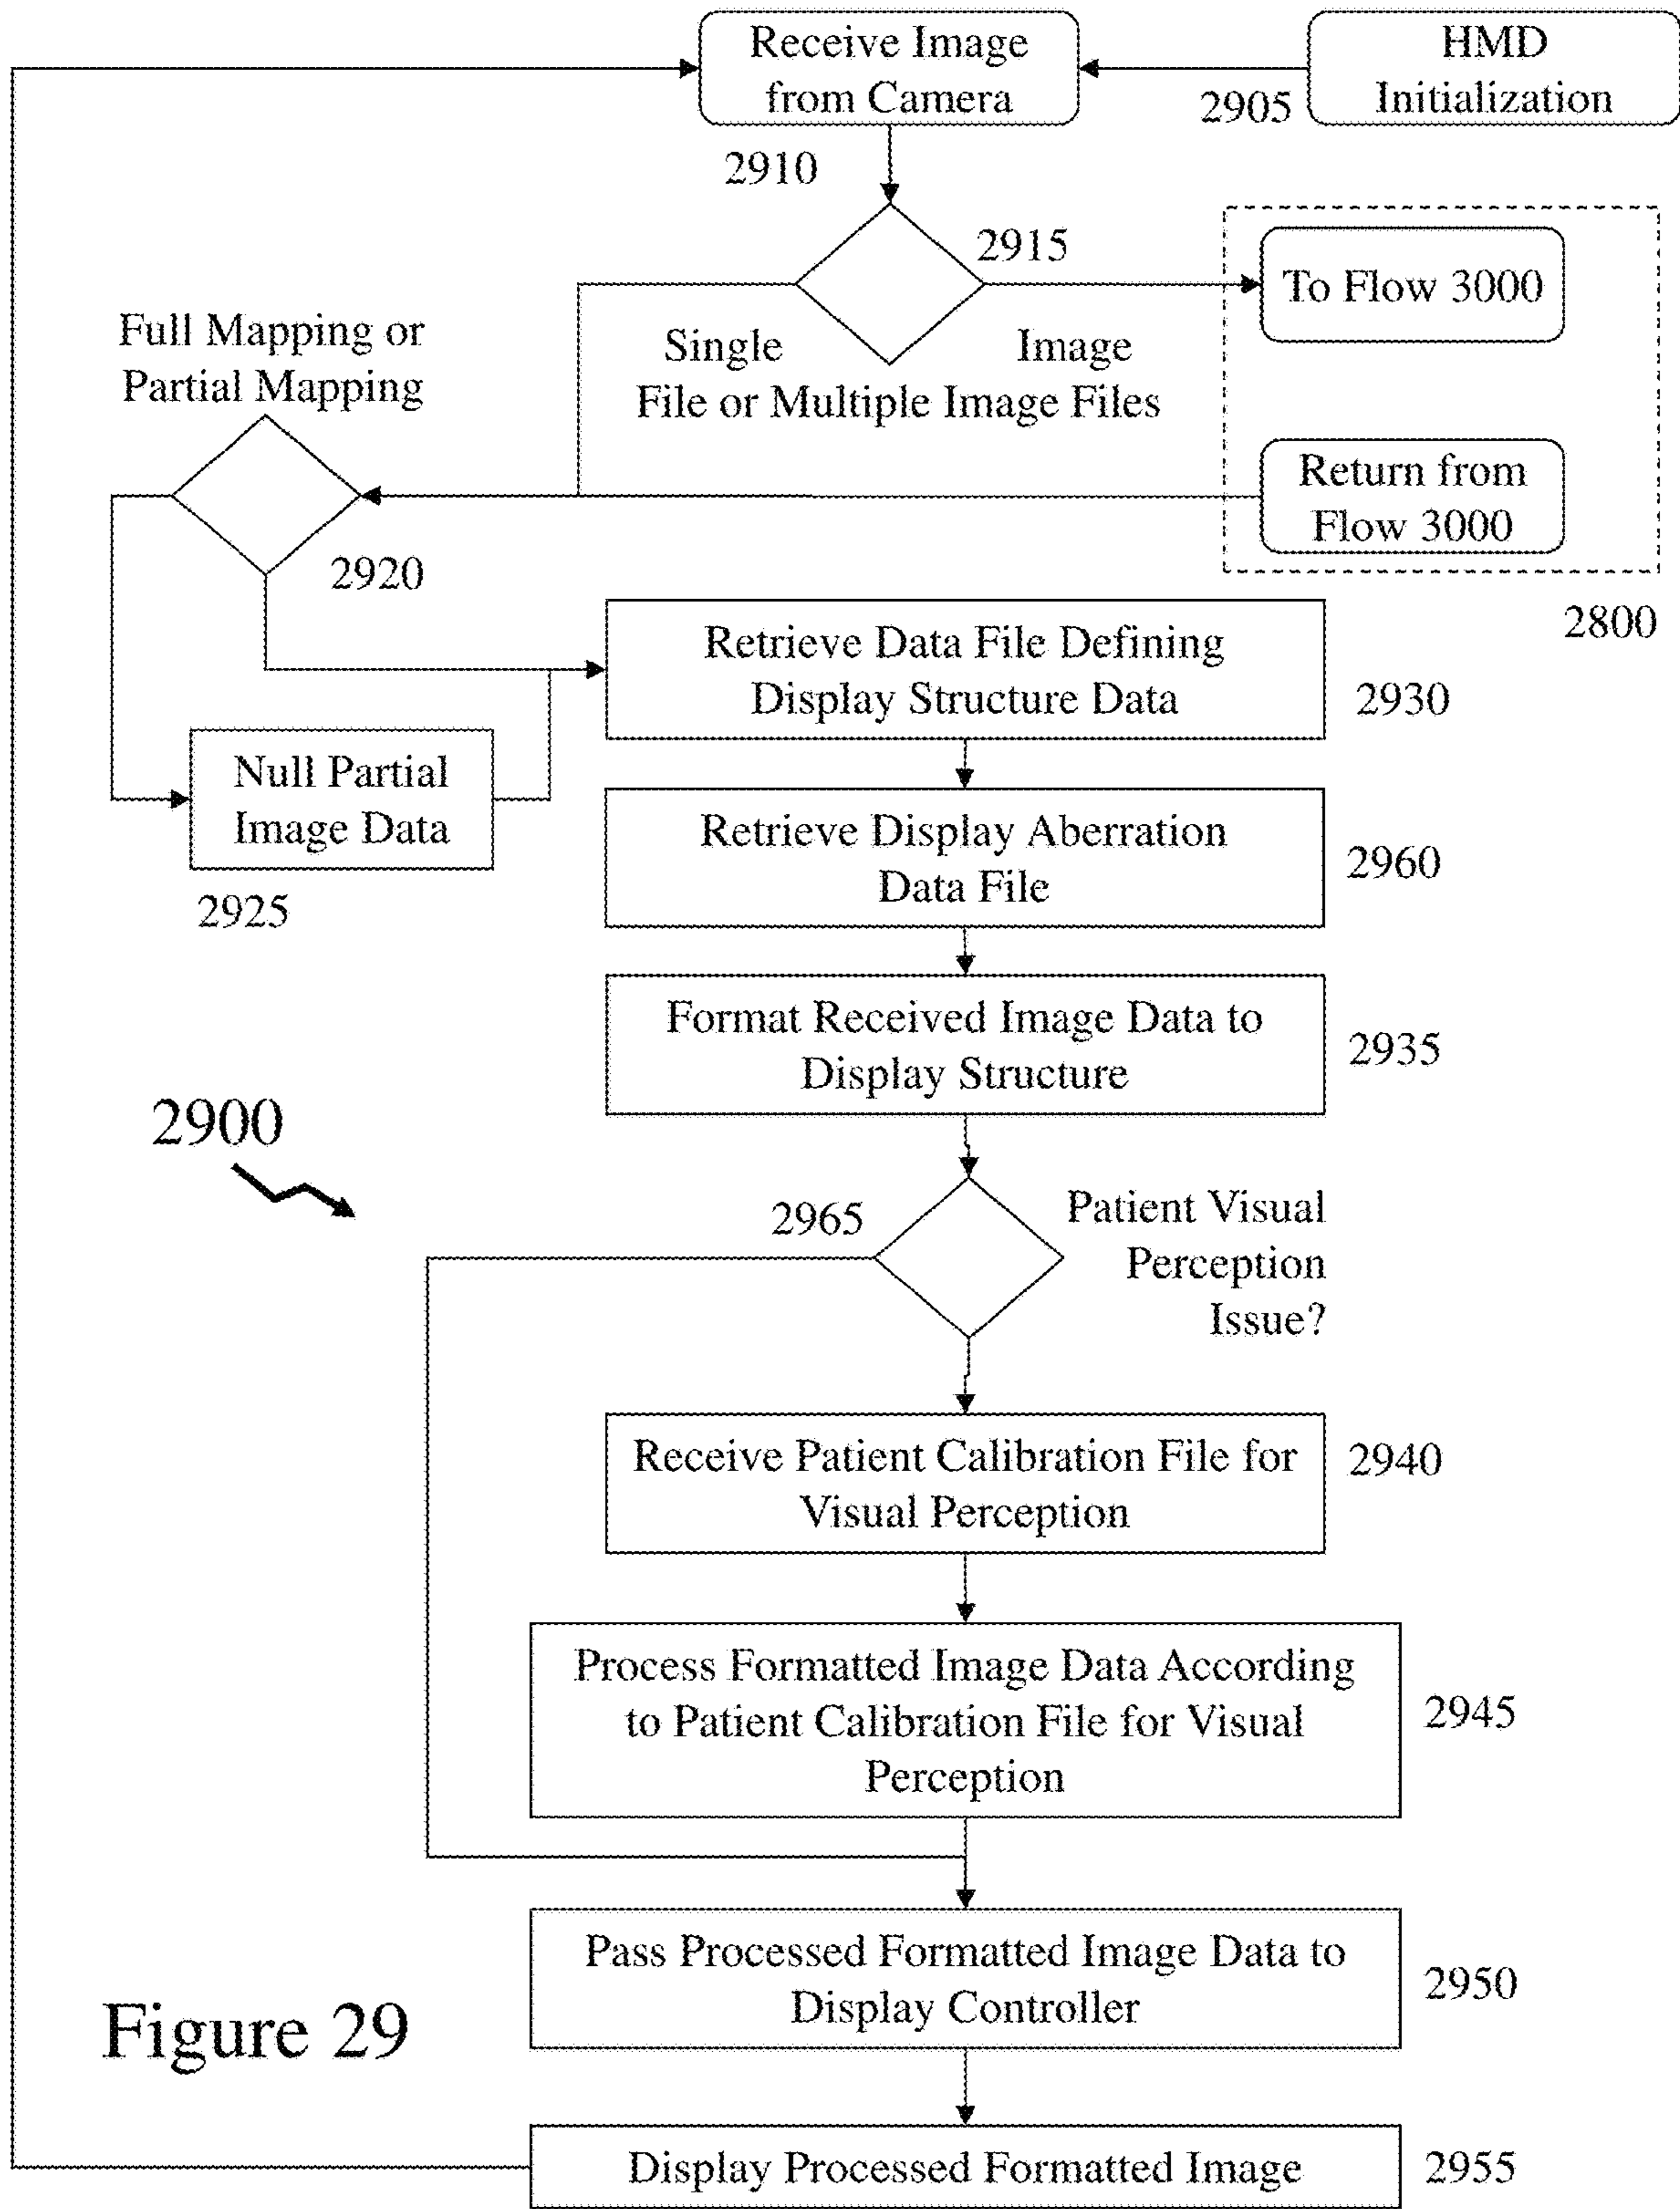 Receive Image
from Camera
HMD
Initialization
2905
2910
2915
To Flow 3000
Full Mapping or
Partial Mapping
Single Image
File or Multiple Image Files
Return from
Flow 3000
2920
2800
Retrieve Data File Defining
Display Structure Data
2930
Null Partial
Image Data
2925
Retrieve Display Aberration
Data File
2960
Format Received Image Data to
Display Structure
2935
2900
2965
Patient Visual
Perception
Issue?
Receive Patient Calibration File for
Visual Perception
2940
Process Formatted Image Data According
to Patient Calibration File for Visual
Perception
2945
Pass Processed Formatted Image Data to
Display Controller
2950
Figure 29
Display Processed Formatted Image
2955